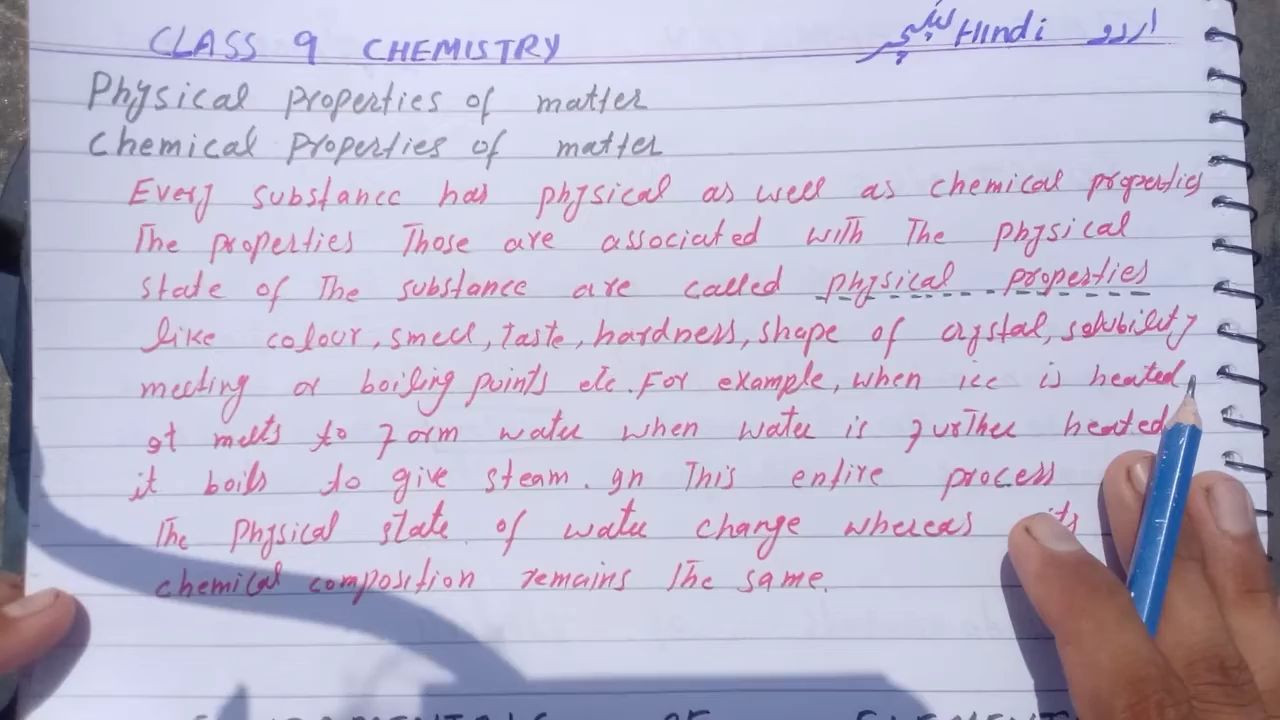 CLASS 9 CHEMISTRY لیکچر Hindi اردو
Physical properties of matter
Chemical Properties of matter
Every substance has physical as well as chemical properties
The properties Those are associated with The physical
state of The substance are called physical properties
like colour, smell, taste, hardness, shape of crystal, solubility
melting or boiling points etc. For example, when ice is heated
It melts to form water when water is further heated
it boils to give steam. In This entire process
The physical state of water change whereas its
chemical composition remains The same.